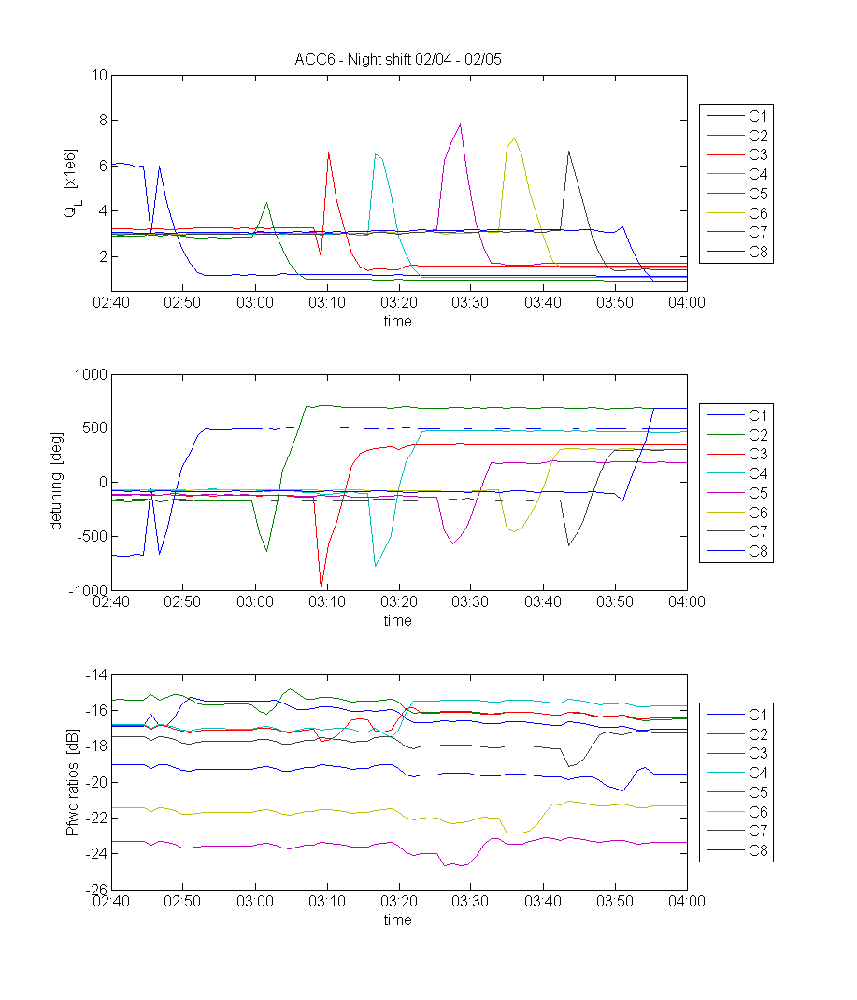 ACC6 - Night shift 02/04 - 02/05
10
8
6
4
2
Q_L [x1e6]
02:40 02:50 03:00 03:10 03:20 03:30 03:40 03:50 04:00
time
C1
C2
C3
C4
C5
C6
C7
C8
1000
500
0
-500
-1000
detuning [deg]
02:40 02:50 03:00 03:10 03:20 03:30 03:40 03:50 04:00
time
C1
C2
C3
C4
C5
C6
C7
C8
-14
-16
-18
-20
-22
-24
-26
Pfwd ratios [dB]
02:40 02:50 03:00 03:10 03:20 03:30 03:40 03:50 04:00
time
C1
C2
C3
C4
C5
C6
C7
C8